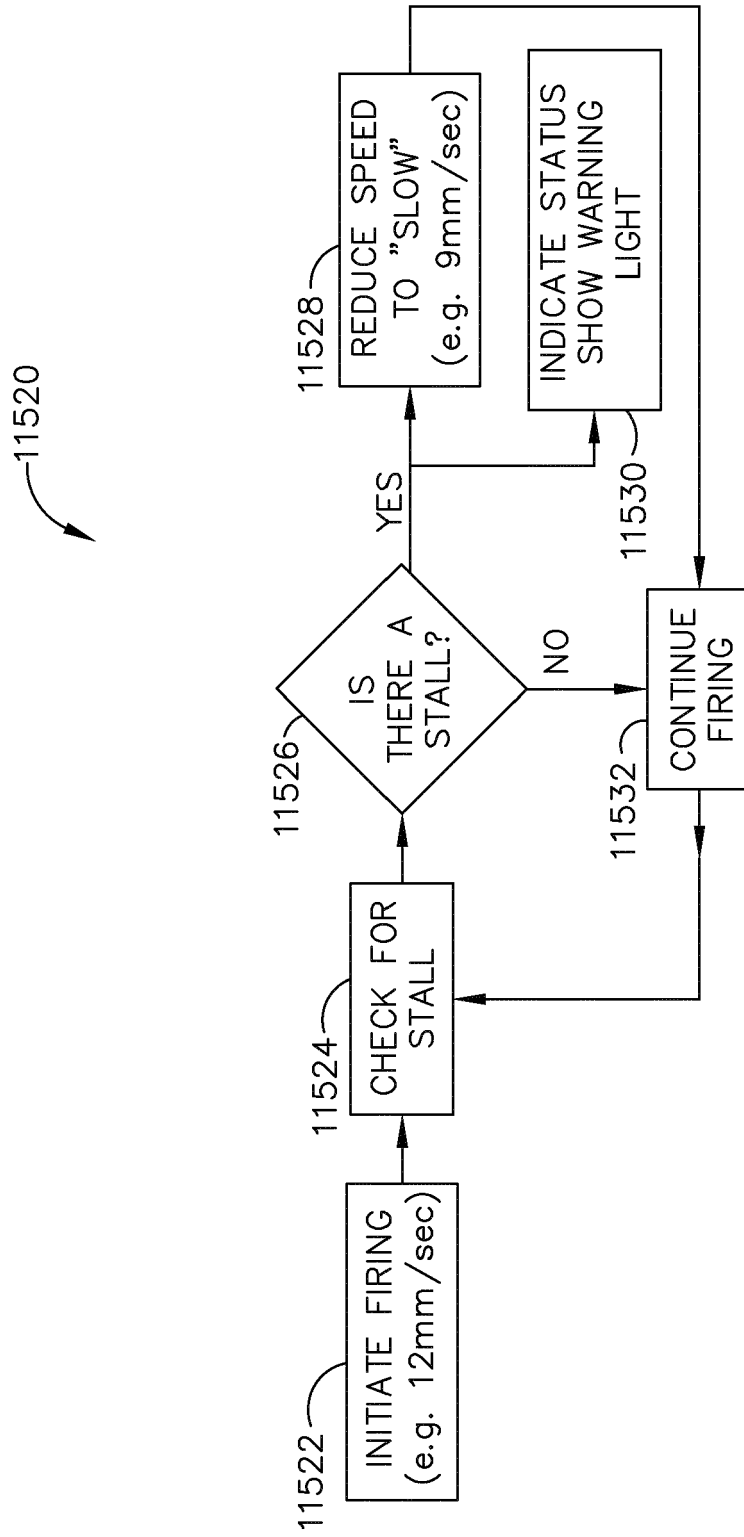 11520
11522
INITIATE FIRING
(e.g. 12mm/sec)
11524
CHECK FOR
STALL
11526
IS
THERE A
STALL?
YES
NO
11528
REDUCE SPEED
TO "SLOW"
(e.g. 9mm/sec)
11530
INDICATE STATUS
SHOW WARNING
LIGHT
11532
CONTINUE
FIRING